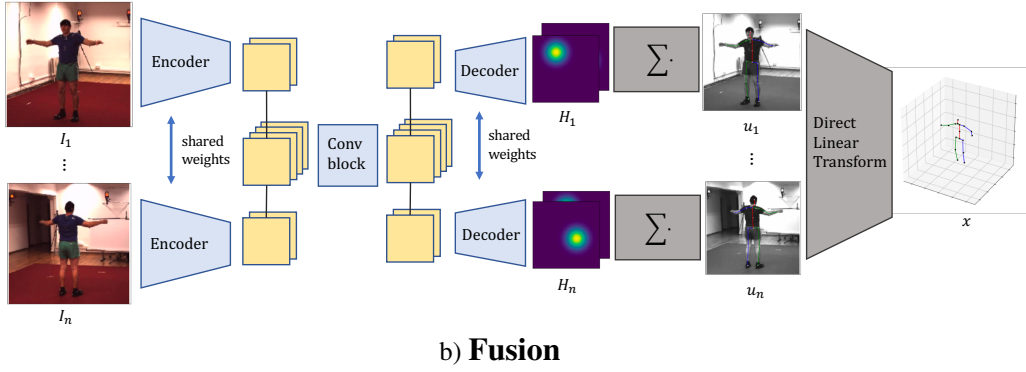 Encoder
I₁
⋮
shared
weights
Encoder
Iₙ
Conv
block
Decoder
H₁
shared
weights
Decoder
Hₙ
∑·
u₁
⋮
∑·
uₙ
Direct
Linear
Transform
x
b) Fusion